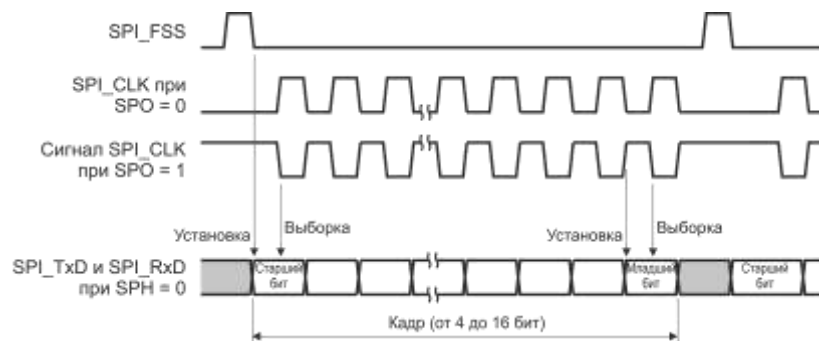 SPI_FSS
SPI_CLK при
SPO = 0
Сигнал SPI_CLK
при SPO = 1
Установка
Выборка
Установка
Выборка
SPI_TxD и SPI_RxD
при SPH = 0
Старший
бит
Младший
бит
Старший
бит
Кадр (от 4 до 16 бит)